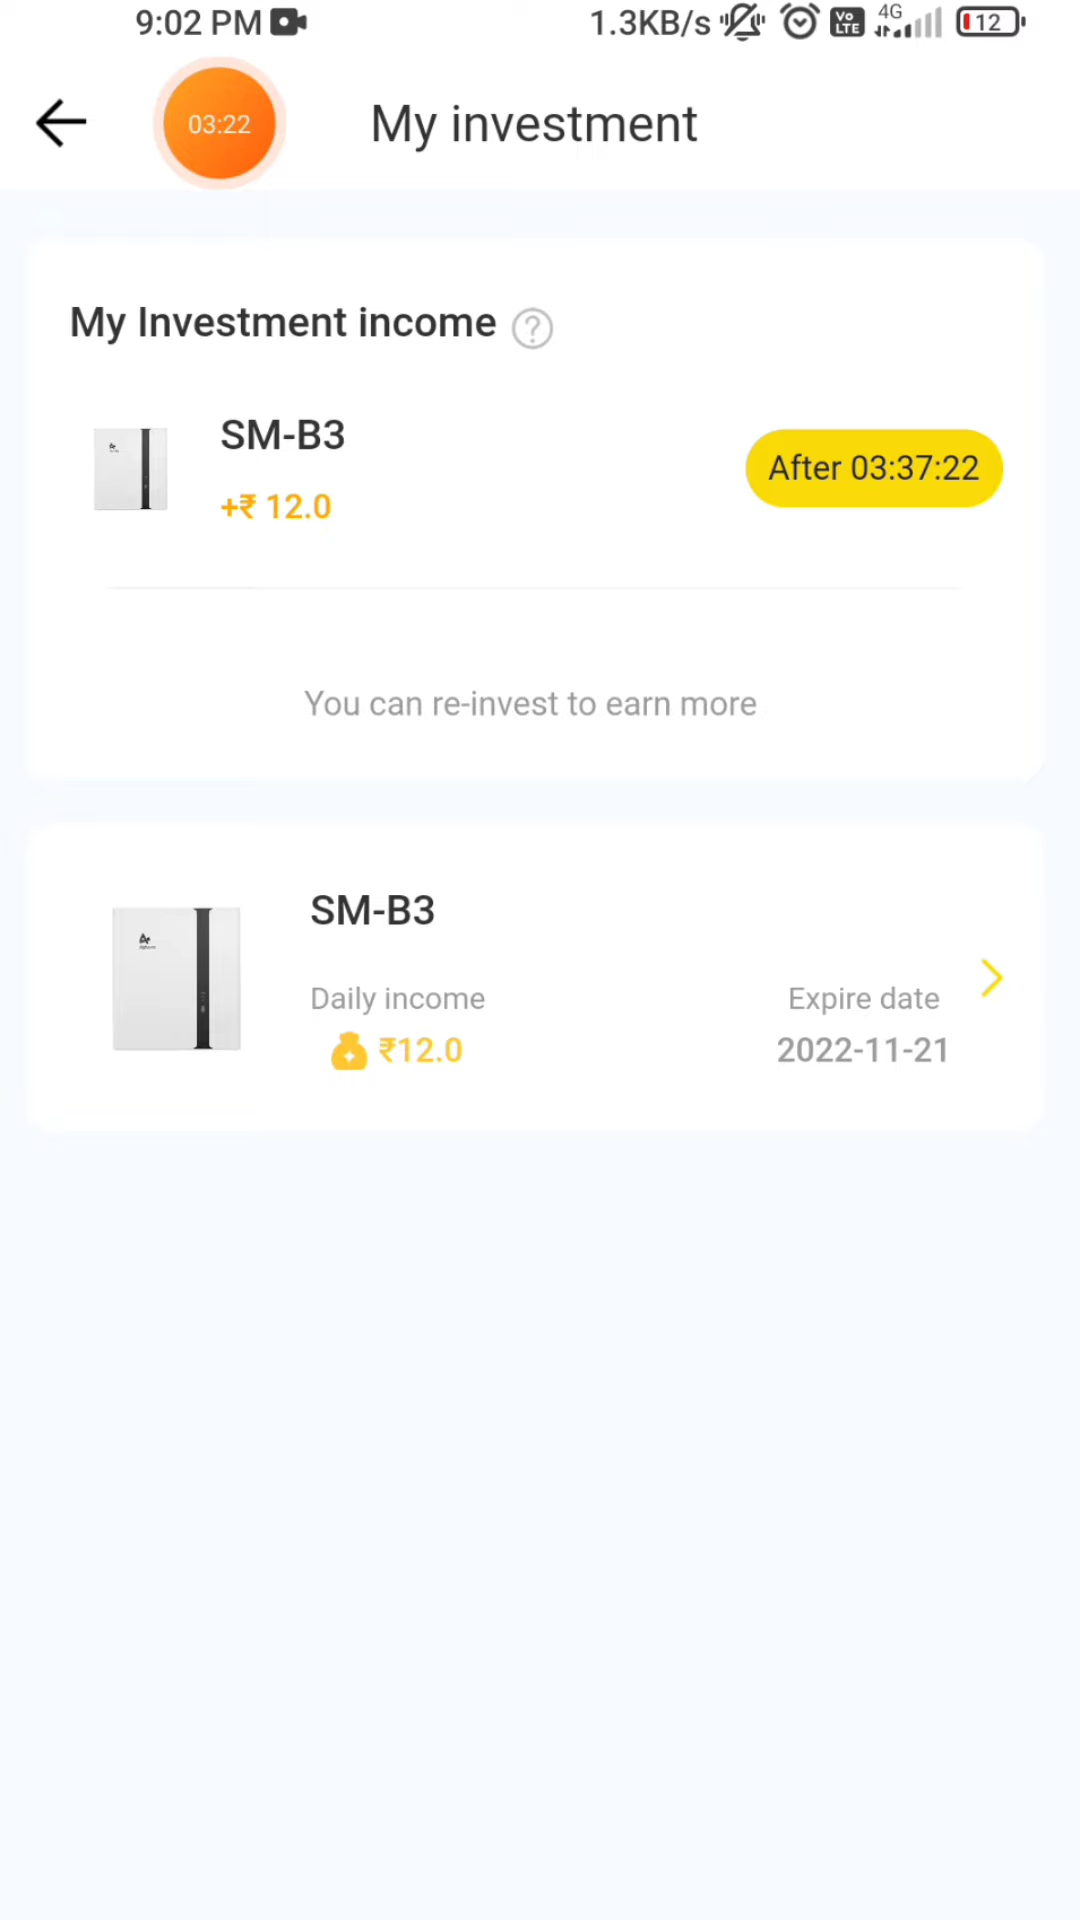 9:02 PM 1.3KB/s Vo LTE 4G 12
03:22 My investment
My Investment income ?
SM-B3
+₹ 12.0
After 03:37:22
You can re-invest to earn more
SM-B3
Daily income
₹12.0
Expire date
2022-11-21